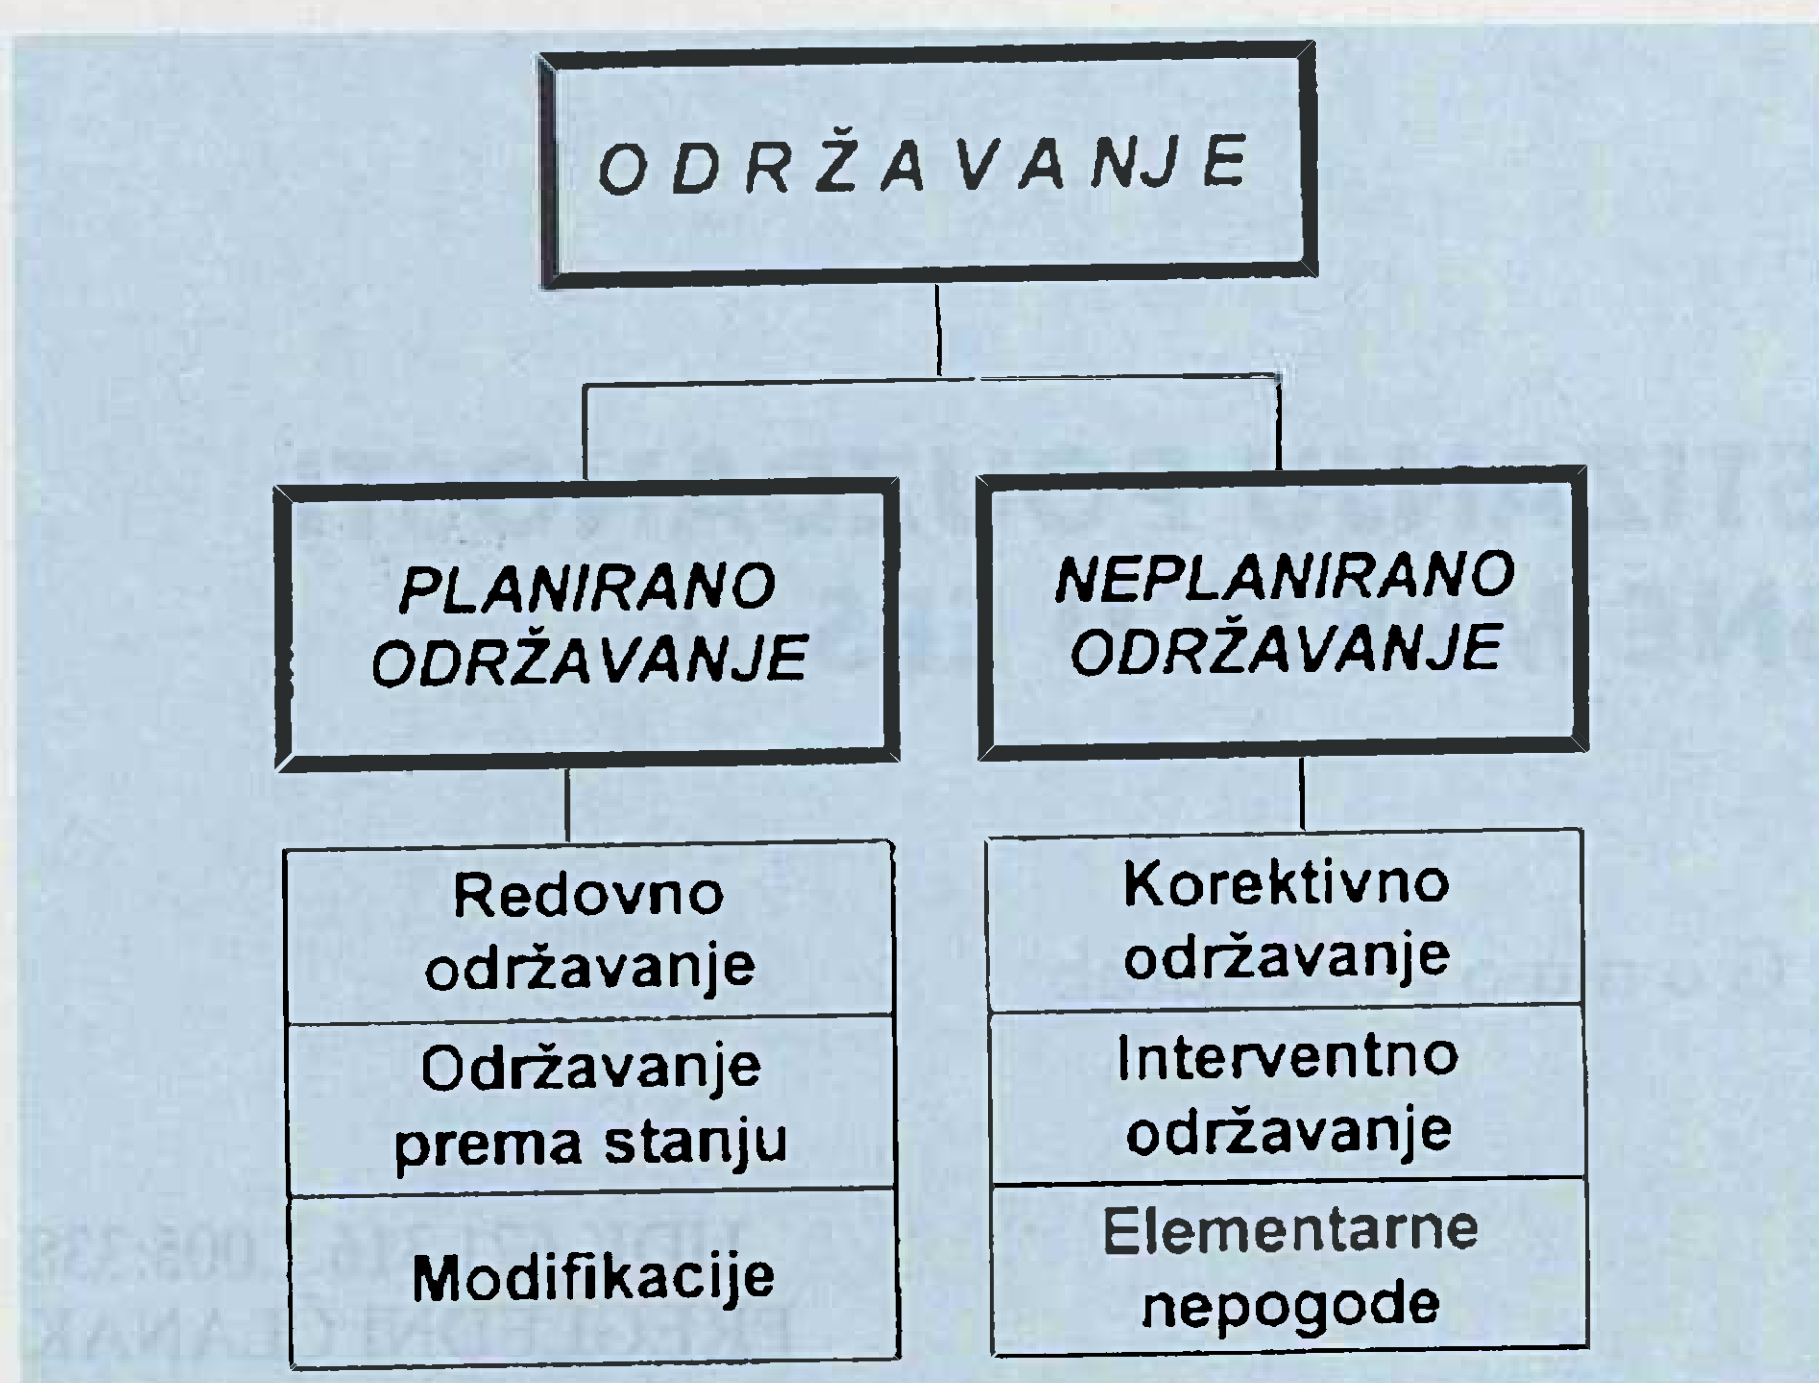 ODRŽAVANJE
PLANIRANO
ODRŽAVANJE
NEPLANIRANO
ODRŽAVANJE
Redovno
održavanje
Održavanje
prema stanju
Modifikacije
Korektivno
održavanje
Interventno
održavanje
Elementarne
nepogode